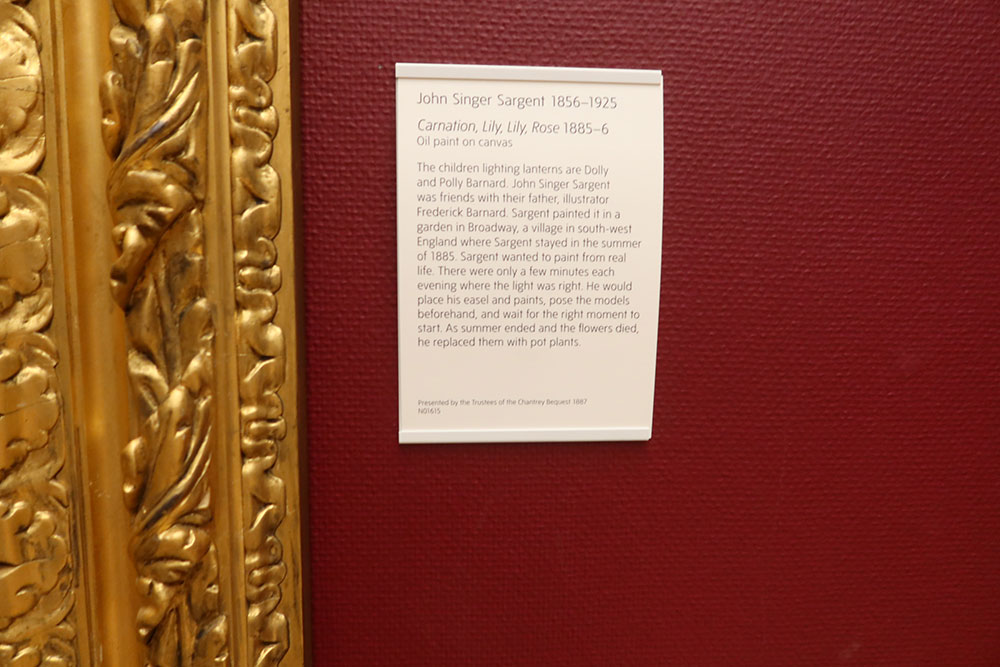 John Singer Sargent 1856–1925
Carnation, Lily, Lily, Rose 1885–6
Oil paint on canvas
The children lighting lanterns are Dolly
and Polly Barnard. John Singer Sargent
was friends with their father, illustrator
Frederick Barnard. Sargent painted it in a
garden in Broadway, a village in south-west
England where Sargent stayed in the summer
of 1885. Sargent wanted to paint from real
life. There were only a few minutes each
evening where the light was right. He would
place his easel and paints, pose the models
beforehand, and wait for the right moment to
start. As summer ended and the flowers died,
he replaced them with pot plants.
Presented by the Trustees of the Chantrey Bequest 1887
N01615